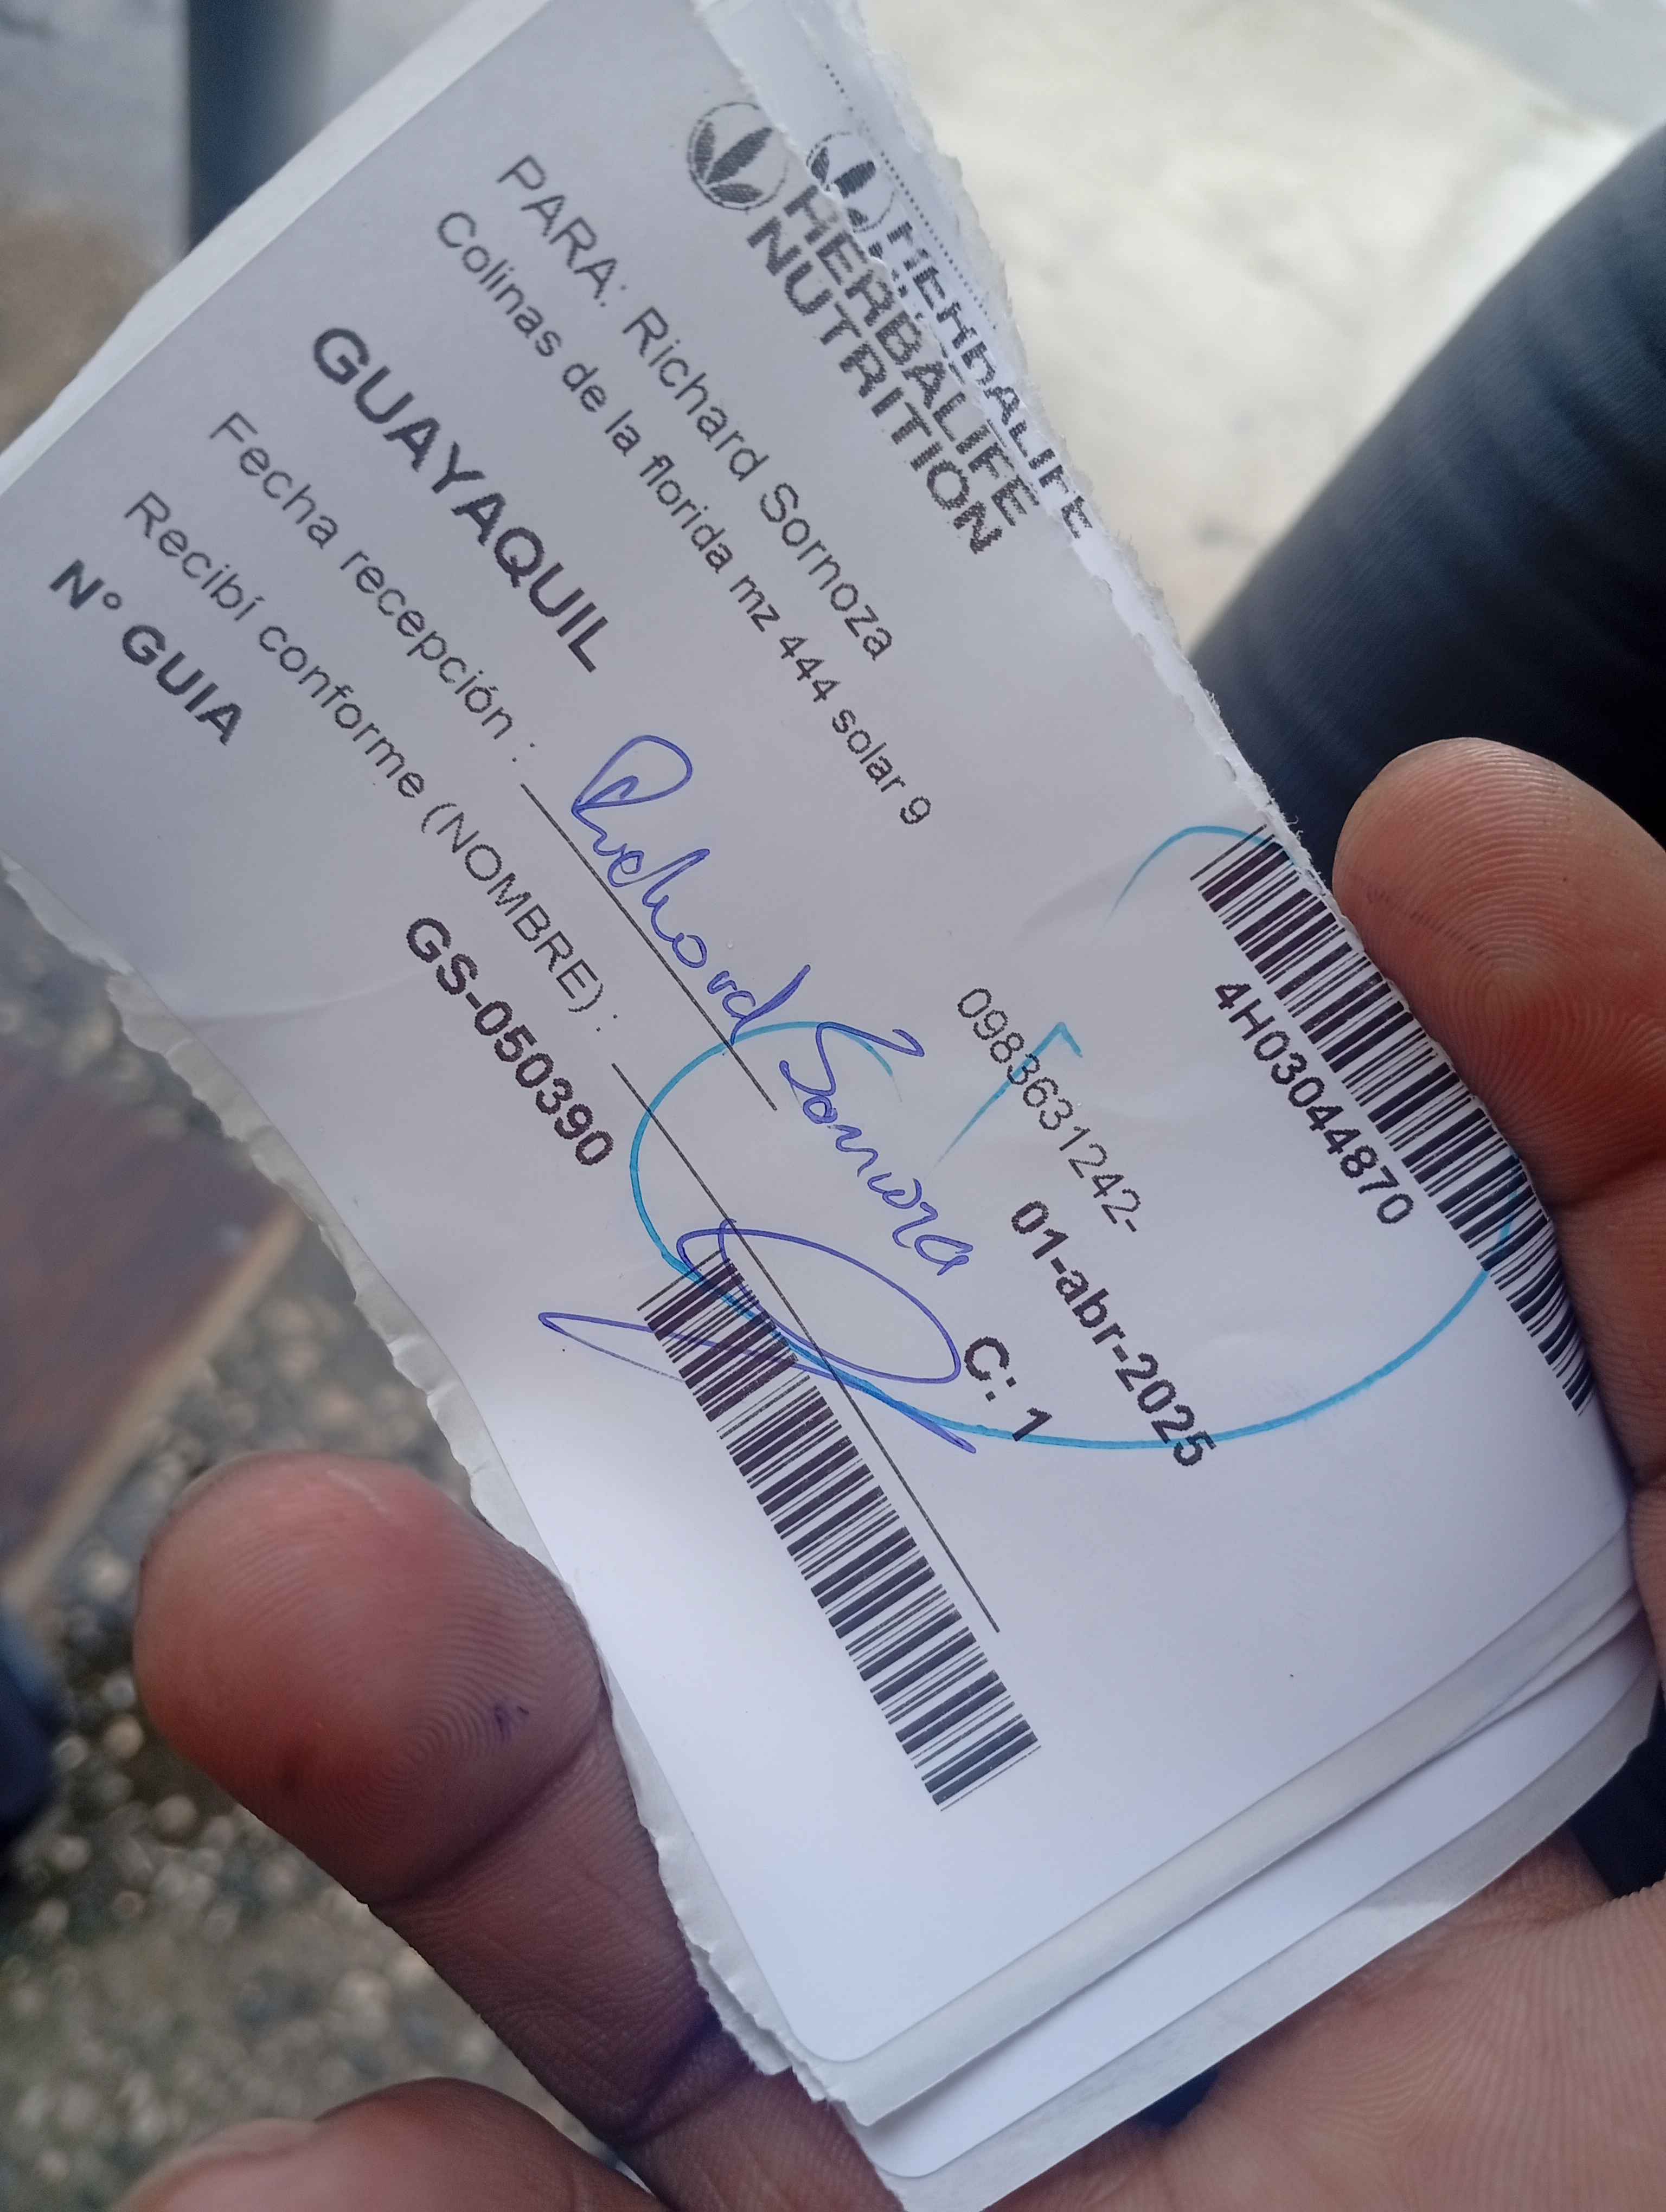 HERBALIFE
HERBALIFE
NUTRITION
4H03044870
PARA: Richard Sornoza
0983631242-
Colinas de la florida mz 444 solar 9
01-abr-2025
GUAYAQUIL
C: 1
Fecha recepción :
Richard Sornoza
Recibí conforme (NOMBRE) :
N° GUIA
GS-050390